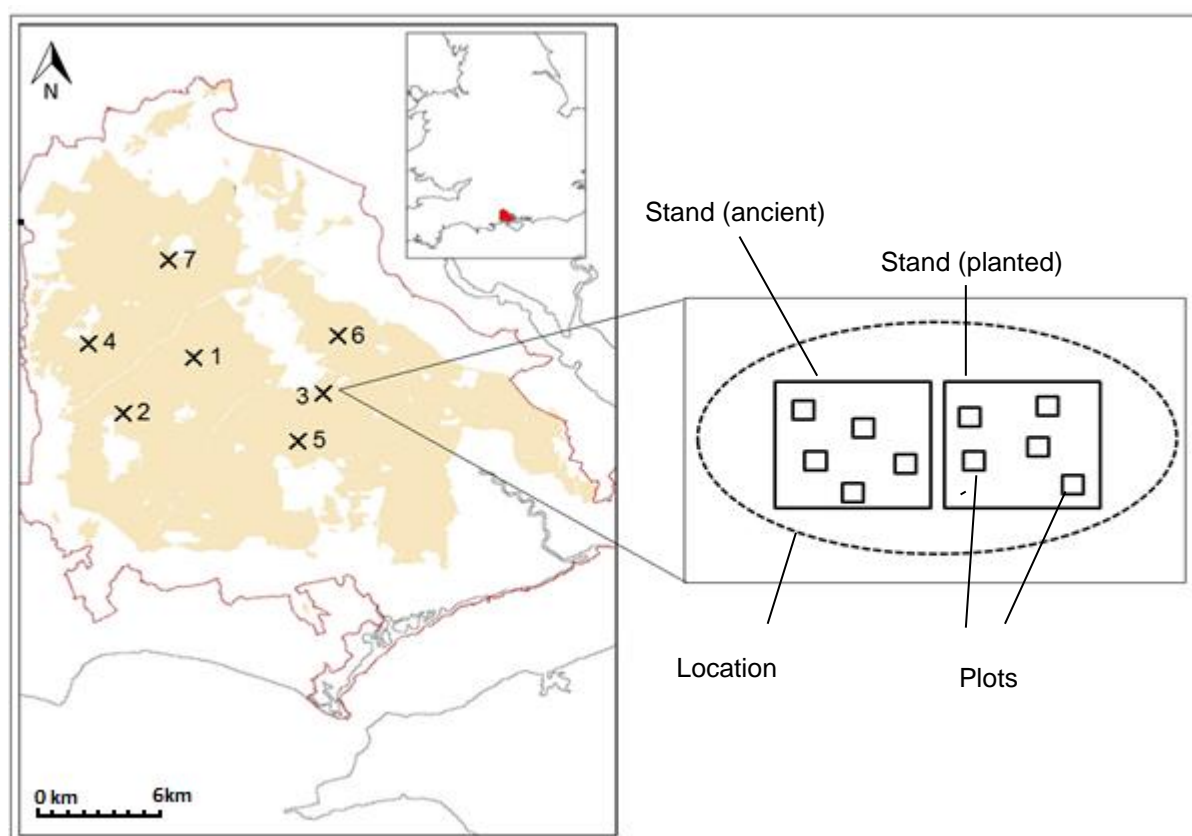 N
7
6
4
1
3
2
5
0 km 6km
Stand (ancient)
Stand (planted)
Location
Plots